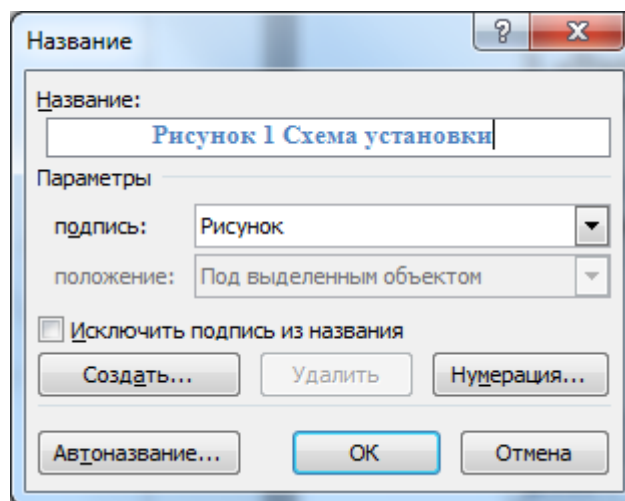 Название
Название:
Рисунок 1 Схема установки
Параметры
подпись: Рисунок
положение: Под выделенным объектом
Исключить подпись из названия
Создать... Удалить Нумерация...
Автоназвание... ОК Отмена